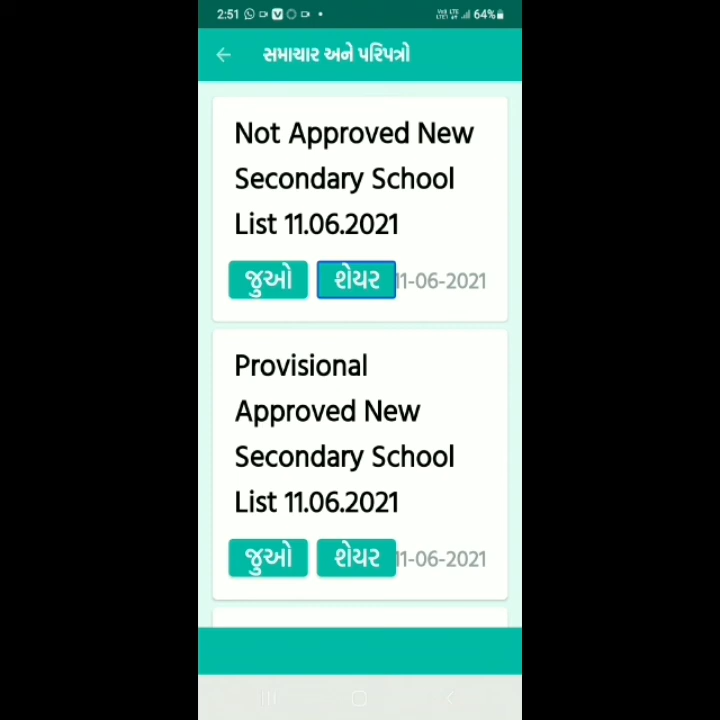 2:51
64%
સમાચાર અને પરિપત્રો
Not Approved New
Secondary School
List 11.06.2021
જુઓ શેયર 11-06-2021
Provisional
Approved New
Secondary School
List 11.06.2021
જુઓ શેયર 11-06-2021